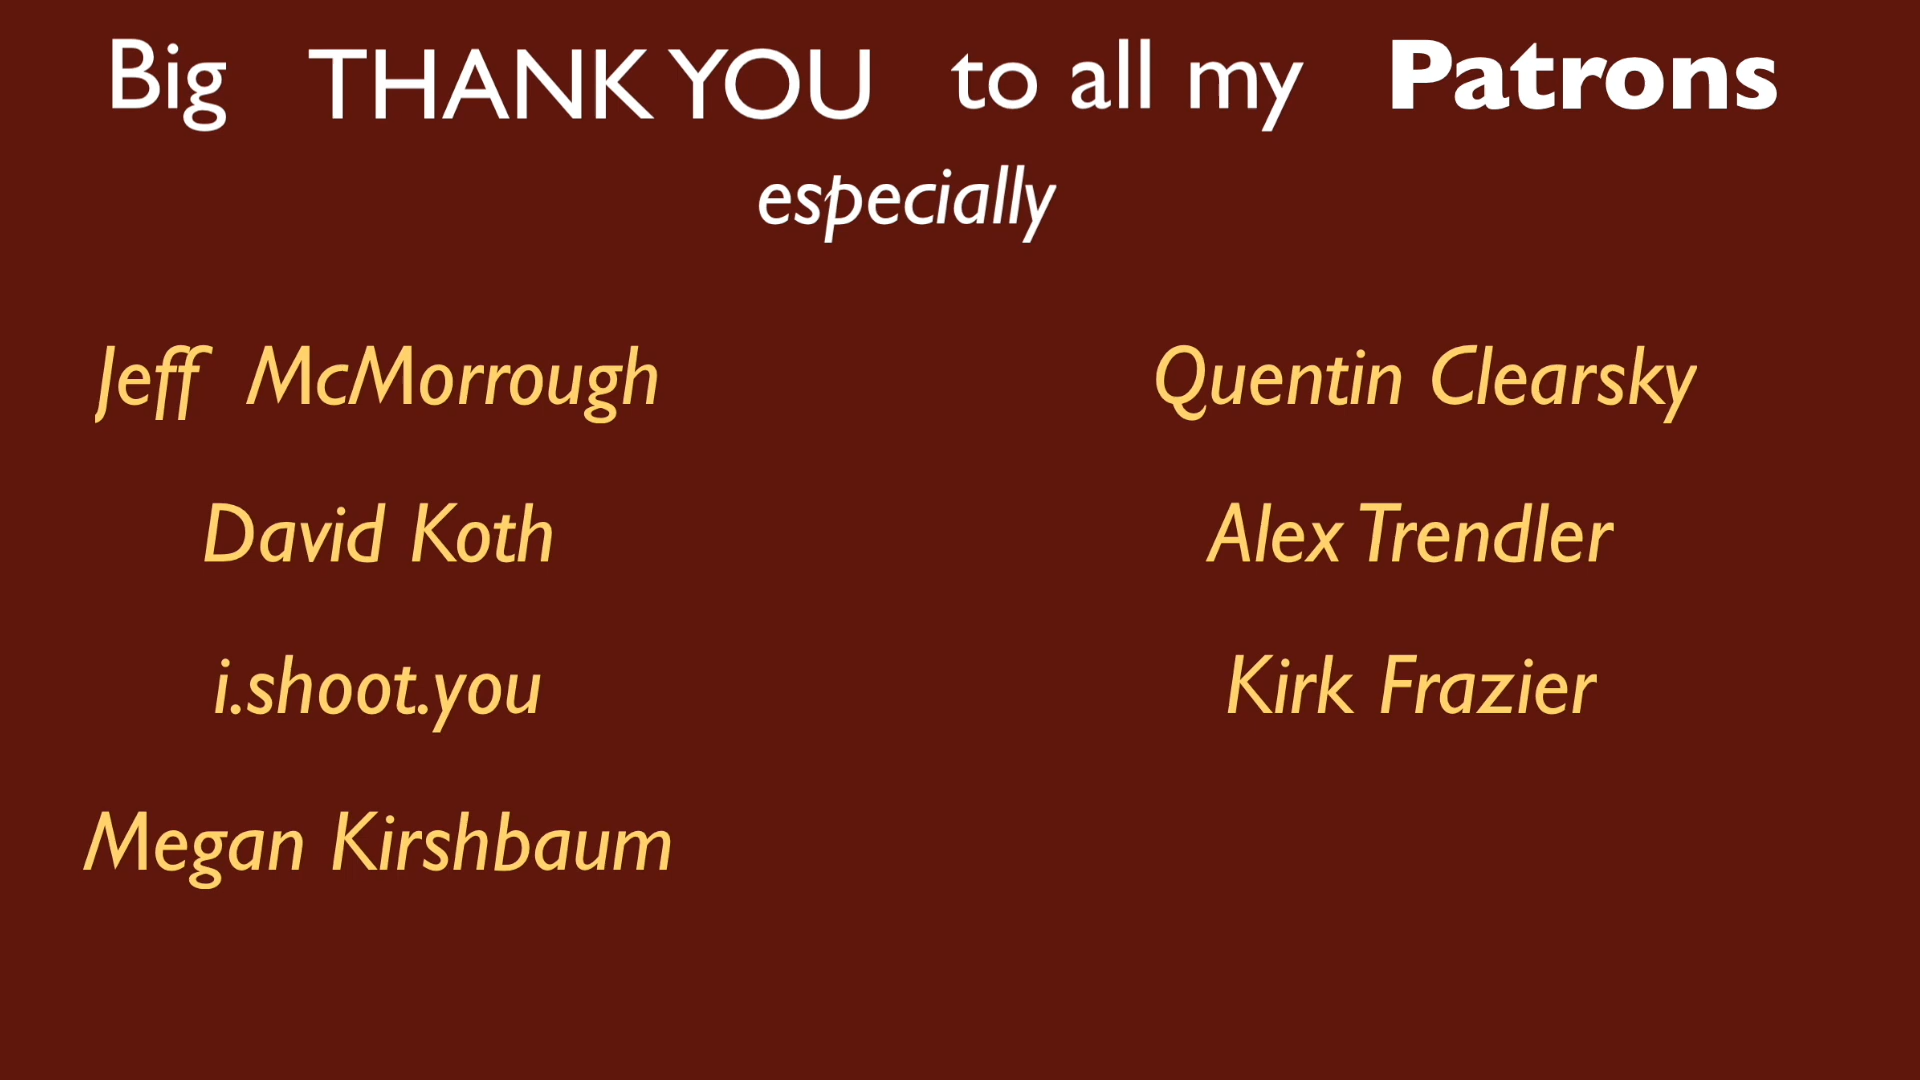 Big THANK YOU to all my Patrons
especially
Jeff McMorrough
Quentin Clearsky
David Koth
Alex Trendler
i.shoot.you
Kirk Frazier
Megan Kirshbaum